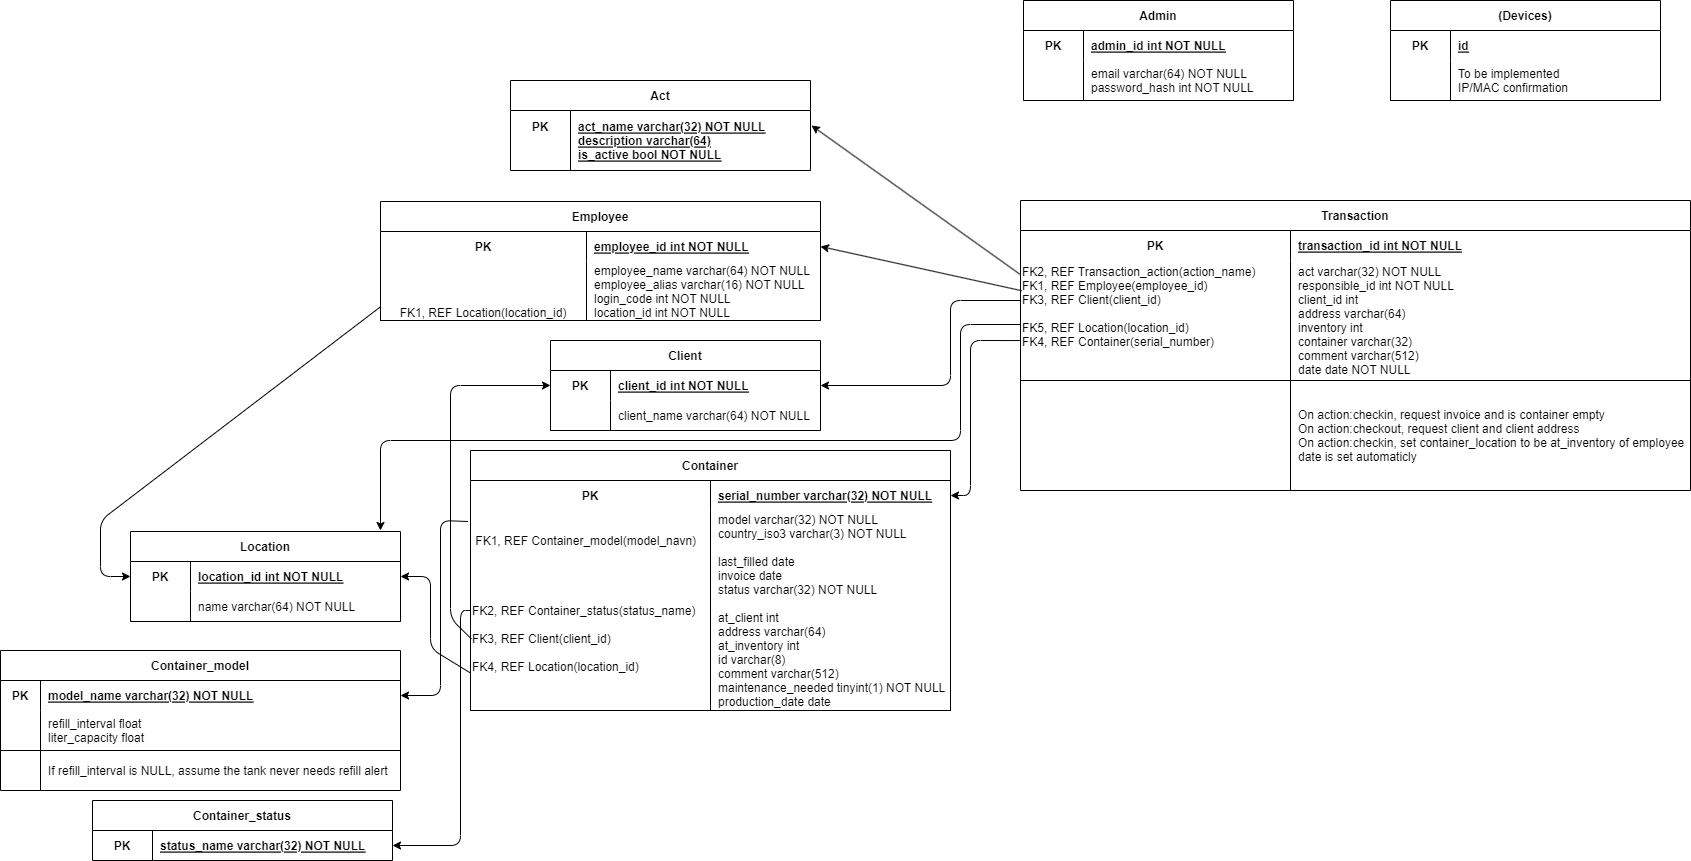 Admin
PK
admin_id int NOT NULL
email varchar(64) NOT NULL
password_hash int NOT NULL
(Devices)
PK
id
To be implemented
IP/MAC confirmation
Act
PK
act_name varchar(32) NOT NULL
description varchar(64)
is_active bool NOT NULL
Employee
PK
employee_id int NOT NULL
employee_name varchar(64) NOT NULL
employee_alias varchar(16) NOT NULL
login_code int NOT NULL
FK1, REF Location(location_id)
location_id int NOT NULL
Transaction
PK
transaction_id int NOT NULL
FK2, REF Transaction_action(action_name)
act varchar(32) NOT NULL
FK1, REF Employee(employee_id)
responsible_id int NOT NULL
FK3, REF Client(client_id)
client_id int
address varchar(64)
FK5, REF Location(location_id)
inventory int
FK4, REF Container(serial_number)
container varchar(32)
comment varchar(512)
date date NOT NULL
On action:checkin, request invoice and is container empty
On action:checkout, request client and client address
On action:checkin, set container_location to be at_inventory of employee
date is set automaticly
Client
PK
client_id int NOT NULL
client_name varchar(64) NOT NULL
Container
PK
serial_number varchar(32) NOT NULL
model varchar(32) NOT NULL
country_iso3 varchar(3) NOT NULL
FK1, REF Container_model(model_navn)
last_filled date
invoice date
status varchar(32) NOT NULL
FK2, REF Container_status(status_name)
at_client int
address varchar(64)
FK3, REF Client(client_id)
at_inventory int
id varchar(8)
FK4, REF Location(location_id)
comment varchar(512)
maintenance_needed tinyint(1) NOT NULL
production_date date
Location
PK
location_id int NOT NULL
name varchar(64) NOT NULL
Container_model
PK
model_name varchar(32) NOT NULL
refill_interval float
liter_capacity float
If refill_interval is NULL, assume the tank never needs refill alert
Container_status
PK
status_name varchar(32) NOT NULL